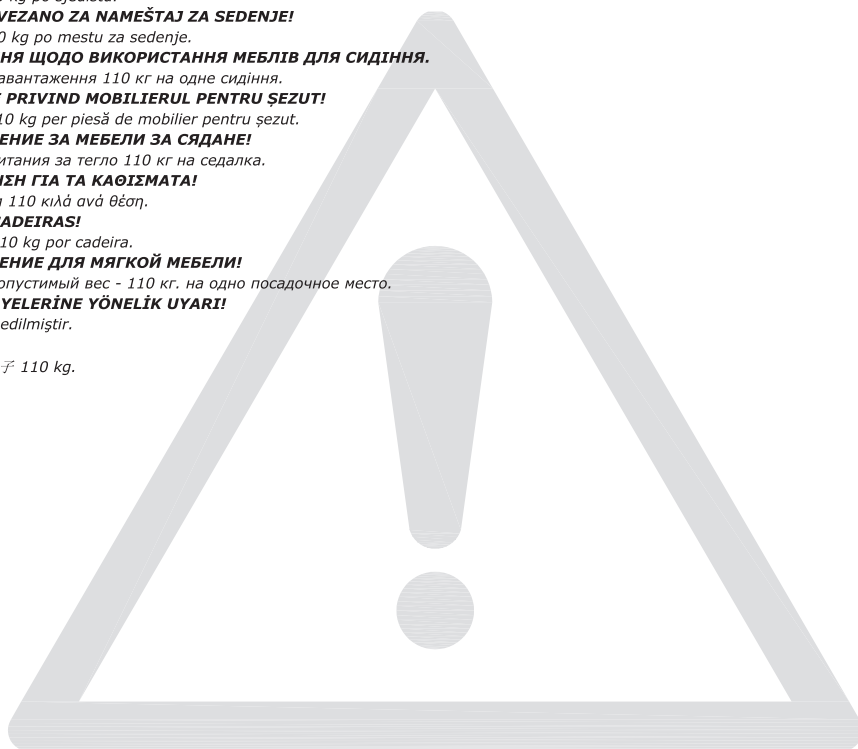 kg po sjedištu.
VEZANO ZA NAMEŠTAJ ZA SEDENJE!
0 kg po mestu za sedenje.
НЯ ЩОДО ВИКОРИСТАННЯ МЕБЛІВ ДЛЯ СИДІННЯ.
авантаження 110 кг на одне сидіння.
PRIVIND MOBILIERUL PENTRU ȘEZUT!
10 kg per piesă de mobilier pentru șezut.
ЕНИЕ ЗА МЕБЕЛИ ЗА СЯДАНЕ!
итания за тегло 110 кг на седалка.
ΗΣΗ ΓΙΑ ΤΑ ΚΑΘΙΣΜΑΤΑ!
110 κιλά ανά θέση.
CADEIRAS!
10 kg por cadeira.
ЕНИЕ ДЛЯ МЯГКОЙ МЕБЕЛИ!
опустимый вес - 110 кг. на одно посадочное место.
YELERİNE YÖNELİK UYARI!
edilmiştir.
子 110 kg.